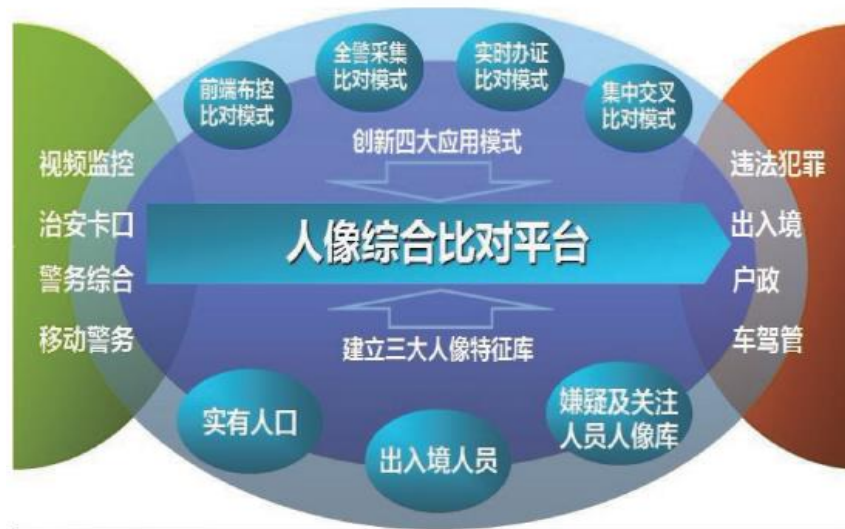 全警采集
比对模式
实时办证
比对模式
前端布控
比对模式
集中交叉
比对模式
创新四大应用模式
视频监控
治安卡口
警务综合
移动警务
人像综合比对平台
违法犯罪
出入境
户政
车驾管
建立三大人像特征库
实有人口
出入境人员
嫌疑及关注
人员人像库